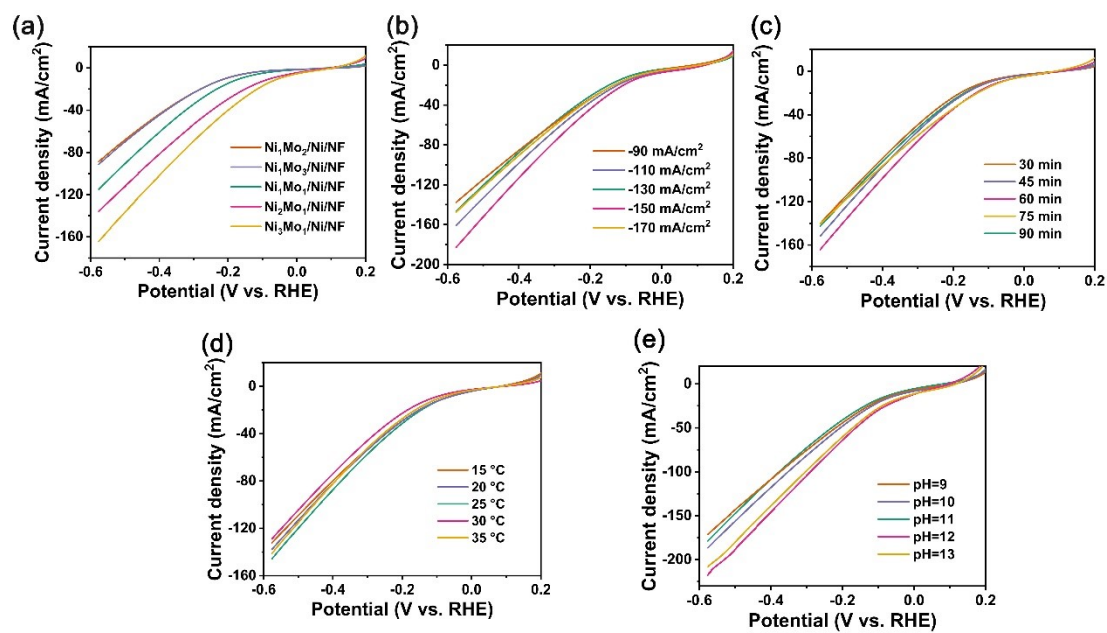 (a)
Current density (mA/cm²)
0
-40
-80
-120
-160
Ni₁Mo₂/Ni/NF
Ni₁Mo₃/Ni/NF
Ni₁Mo₁/Ni/NF
Ni₂Mo₁/Ni/NF
Ni₃Mo₁/Ni/NF
-0.6 -0.4 -0.2 0.0 0.2
Potential (V vs. RHE)
(b)
Current density (mA/cm²)
40
0
-40
-80
-120
-160
-200
-90 mA/cm²
-110 mA/cm²
-130 mA/cm²
-150 mA/cm²
-170 mA/cm²
-0.6 -0.4 -0.2 0.0 0.2
Potential (V vs. RHE)
(c)
Current density (mA/cm²)
0
-40
-80
-120
-160
30 min
45 min
60 min
75 min
90 min
-0.6 -0.4 -0.2 0.0 0.2
Potential (V vs. RHE)
(d)
Current density (mA/cm²)
0
-40
-80
-120
-160
15 °C
20 °C
25 °C
30 °C
35 °C
-0.6 -0.4 -0.2 0.0 0.2
Potential (V vs. RHE)
(e)
Current density (mA/cm²)
0
-50
-100
-150
-200
pH=9
pH=10
pH=11
pH=12
pH=13
-0.6 -0.4 -0.2 0.0 0.2
Potential (V vs. RHE)